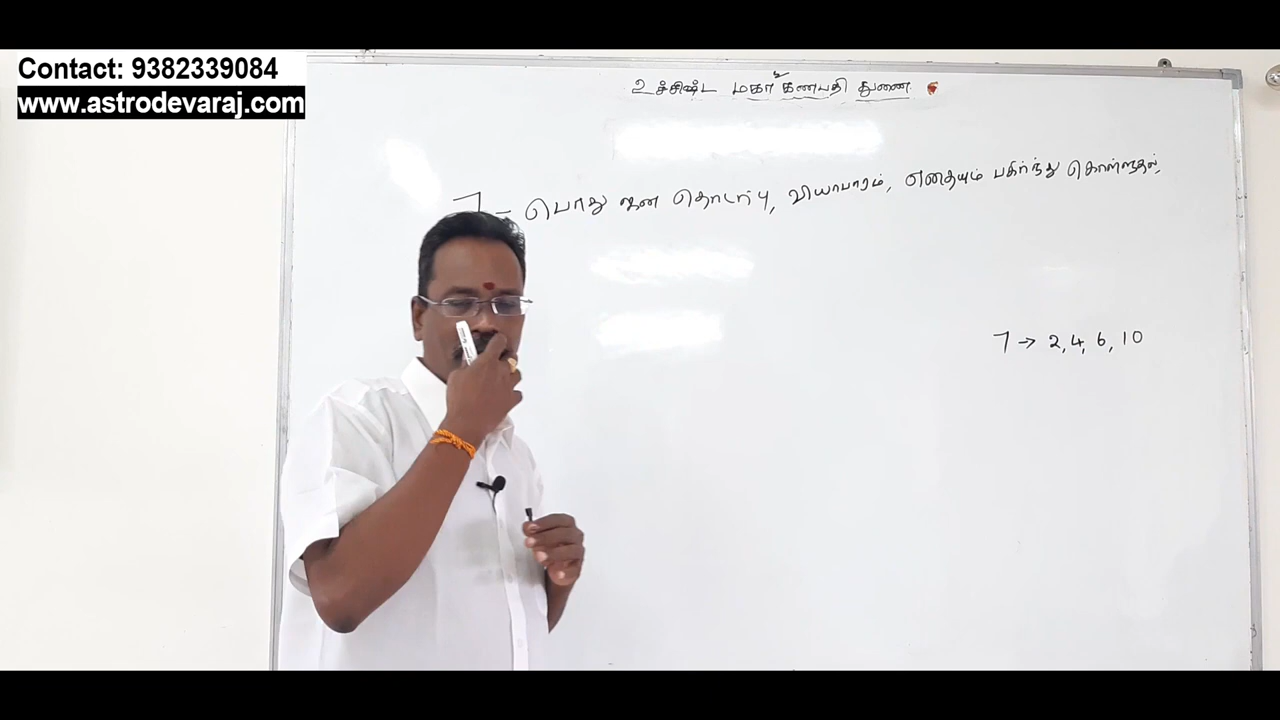 Contact: 9382339084
www.astrodevaraj.com
உச்சிஷ்ட மகா கணபதி துணை
7 - பொது ஜன தொடர்பு, வியாபாரம், எதையும் பகிர்ந்து கொள்ளுதல்,
7 → 2, 4, 6, 10